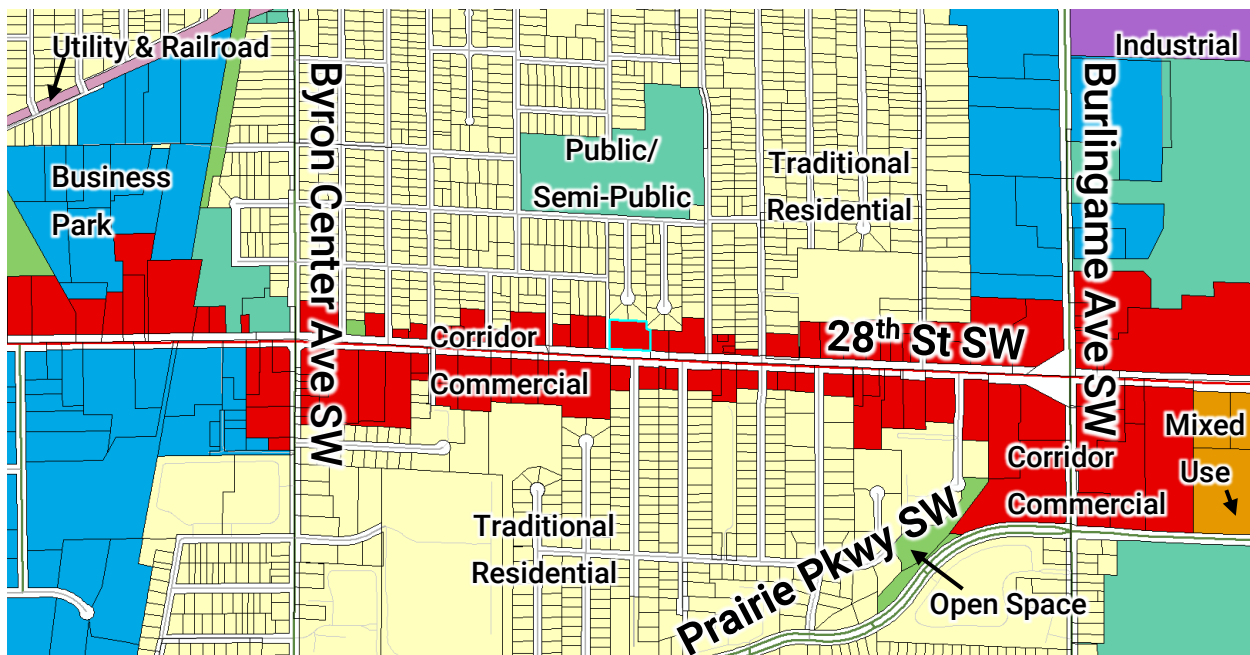 Utility & Railroad
Industrial
Byron Center Ave SW
Burlingame Ave SW
Public/
Semi-Public
Traditional
Residential
Business
Park
28th St SW
Corridor
Commercial
Mixed
Use
Corridor
Commercial
Traditional
Residential
Prairie Pkwy SW
Open Space